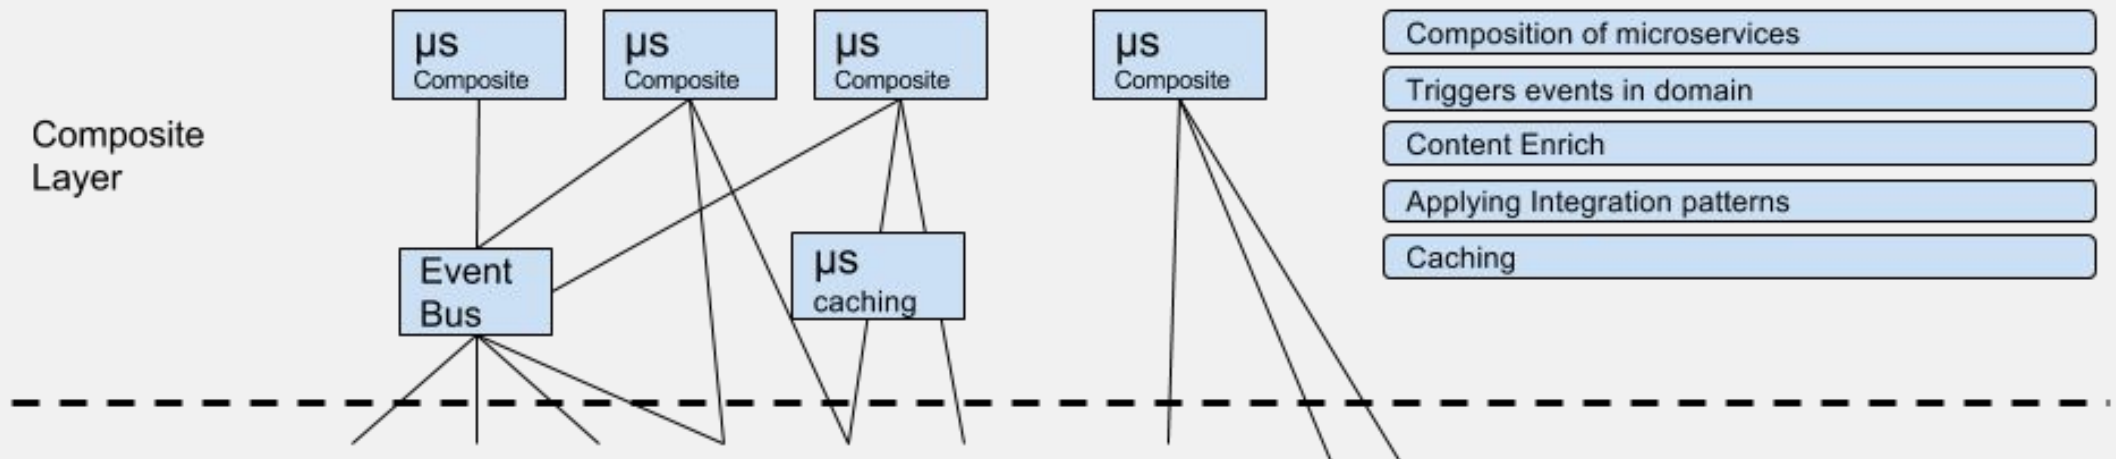 µs
Composite
µs
Composite
µs
Composite
µs
Composite
Composite
Layer
Event
Bus
µs
caching
Composition of microservices
Triggers events in domain
Content Enrich
Applying Integration patterns
Caching